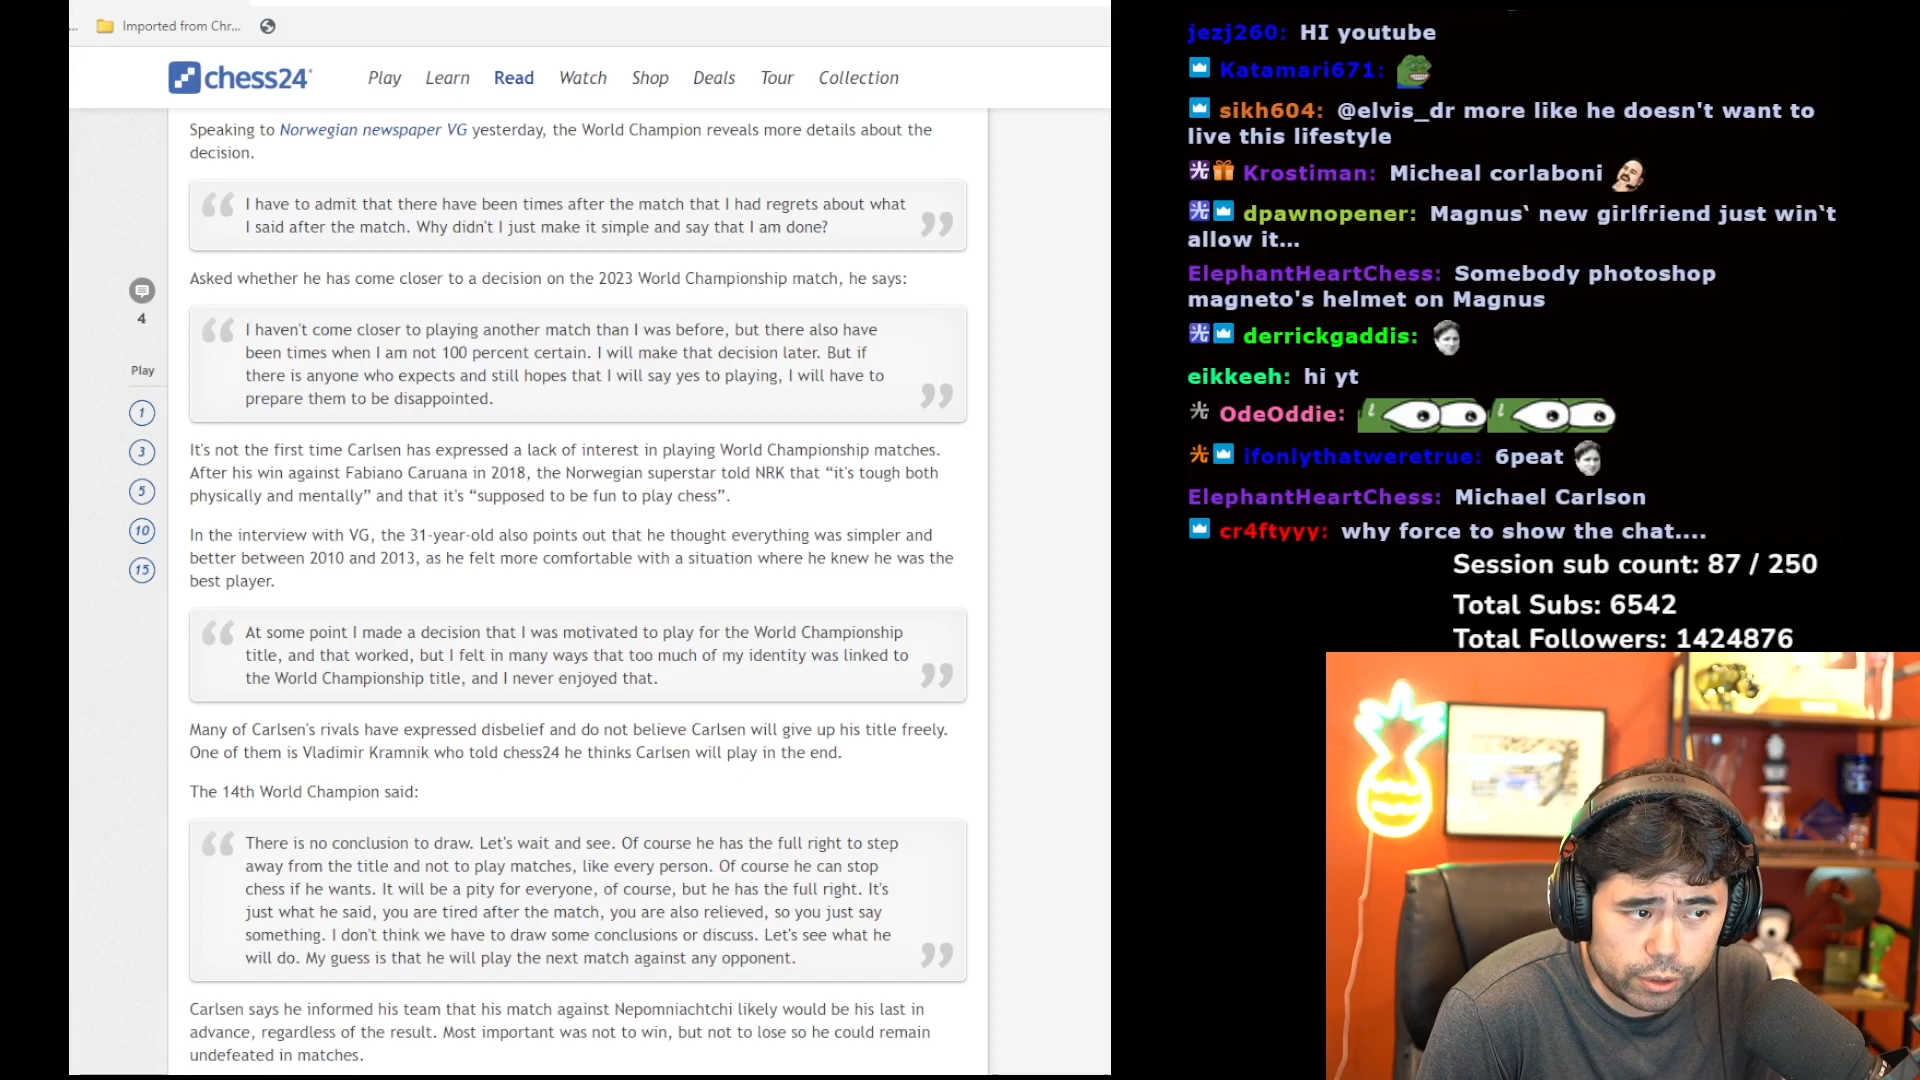 Imported from Chr...
chess24
Play Learn Read Watch Shop Deals Tour Collection
Speaking to Norwegian newspaper VG yesterday, the World Champion reveals more details about the
decision.
I have to admit that there have been times after the match that I had regrets about what
I said after the match. Why didn't I just make it simple and say that I am done?
Asked whether he has come closer to a decision on the 2023 World Championship match, he says:
4
I haven't come closer to playing another match than I was before, but there also have
been times when I am not 100 percent certain. I will make that decision later. But if
there is anyone who expects and still hopes that I will say yes to playing, I will have to
prepare them to be disappointed.
Play
1
3
5
10
15
It's not the first time Carlsen has expressed a lack of interest in playing World Championship matches.
After his win against Fabiano Caruana in 2018, the Norwegian superstar told NRK that “it's tough both
physically and mentally” and that it's “supposed to be fun to play chess”.
In the interview with VG, the 31-year-old also points out that he thought everything was simpler and
better between 2010 and 2013, as he felt more comfortable with a situation where he knew he was the
best player.
At some point I made a decision that I was motivated to play for the World Championship
title, and that worked, but I felt in many ways that too much of my identity was linked to
the World Championship title, and I never enjoyed that.
Many of Carlsen's rivals have expressed disbelief and do not believe Carlsen will give up his title freely.
One of them is Vladimir Kramnik who told chess24 he thinks Carlsen will play in the end.
The 14th World Champion said:
There is no conclusion to draw. Let's wait and see. Of course he has the full right to step
away from the title and not to play matches, like every person. Of course he can stop
chess if he wants. It will be a pity for everyone, of course, but he has the full right. It's
just what he said, you are tired after the match, you are also relieved, so you just say
something. I don't think we have to draw some conclusions or discuss. Let's see what he
will do. My guess is that he will play the next match against any opponent.
Carlsen says he informed his team that his match against Nepomniachtchi likely would be his last in
advance, regardless of the result. Most important was not to win, but not to lose so he could remain
undefeated in matches.
jezj260: HI youtube
Katamari671:
sikh604: @elvis_dr more like he doesn't want to
live this lifestyle
光 Krostiman: Micheal corlaboni
光 dpawnopener: Magnus‛ new girlfriend just win‛t
allow it...
ElephantHeartChess: Somebody photoshop
magneto's helmet on Magnus
光 derrickgaddis:
eikkeeh: hi yt
光 OdeOddie:
光 ifonlythatweretrue: 6peat
ElephantHeartChess: Michael Carlson
cr4ftyyy: why force to show the chat....
Session sub count: 87 / 250
Total Subs: 6542
Total Followers: 1424876
PRO